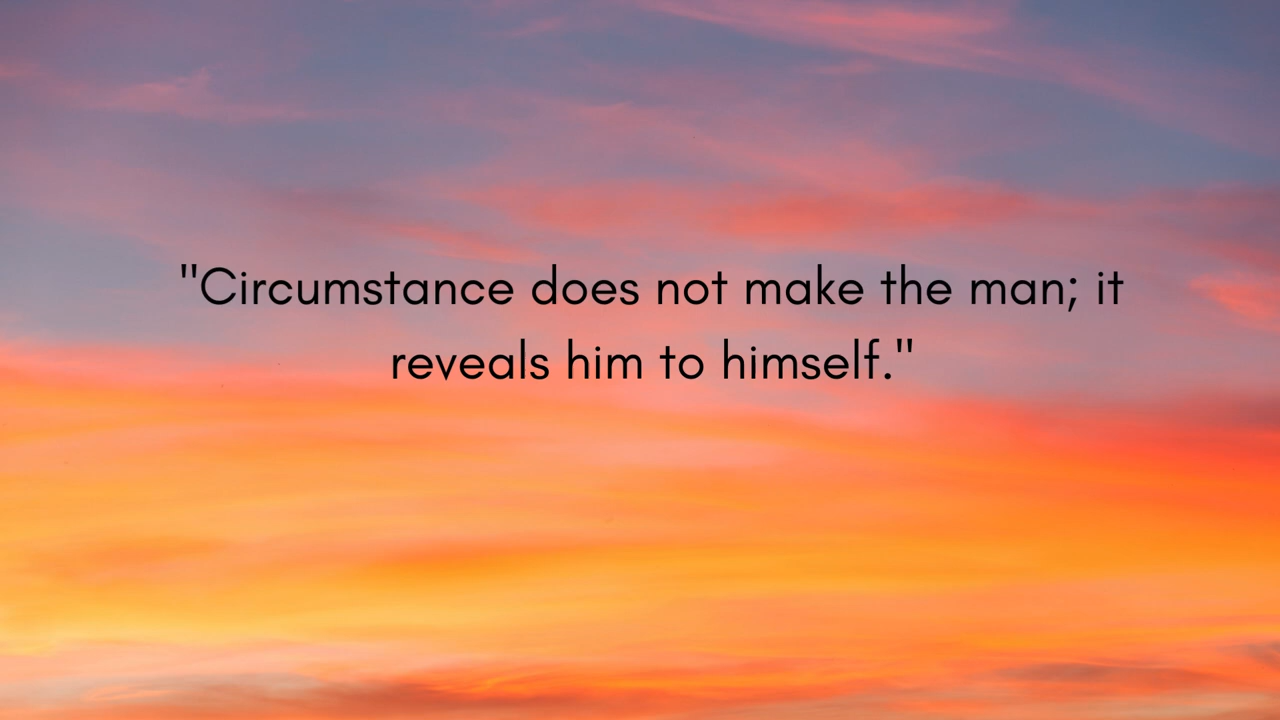 "Circumstance does not make the man; it
reveals him to himself."